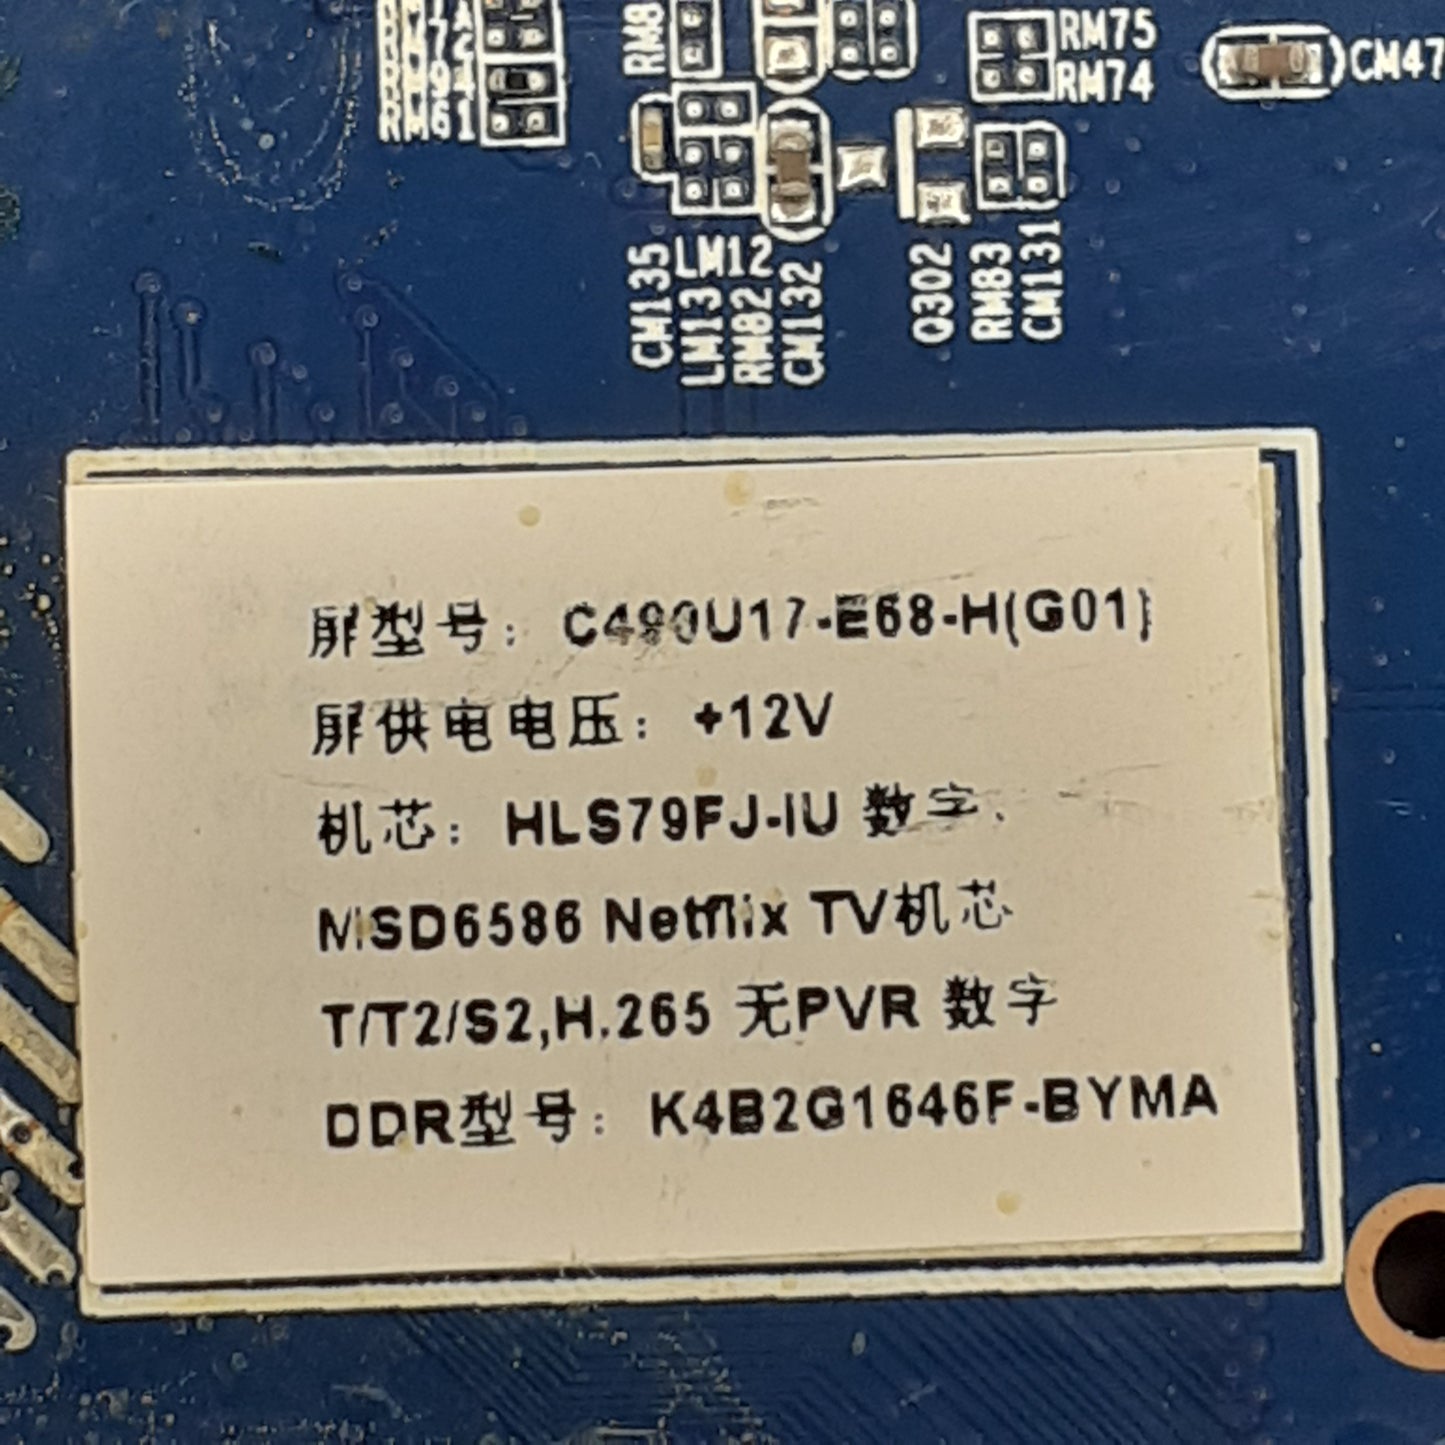 RM72
RM94
RM61
RM8
RM75
RM74
CM47
CM135
LM12
LM13
RM82
CM132
Q302
RM83
CM131
屏型号：C490U17-E68-H(G01)
屏供电电压：+12V
机芯：HLS79FJ-IU 数字、
MSD6586 Netflix TV机芯
T/T2/S2,H.265 无PVR 数字
DDR型号：K4B2G1646F-BYMA